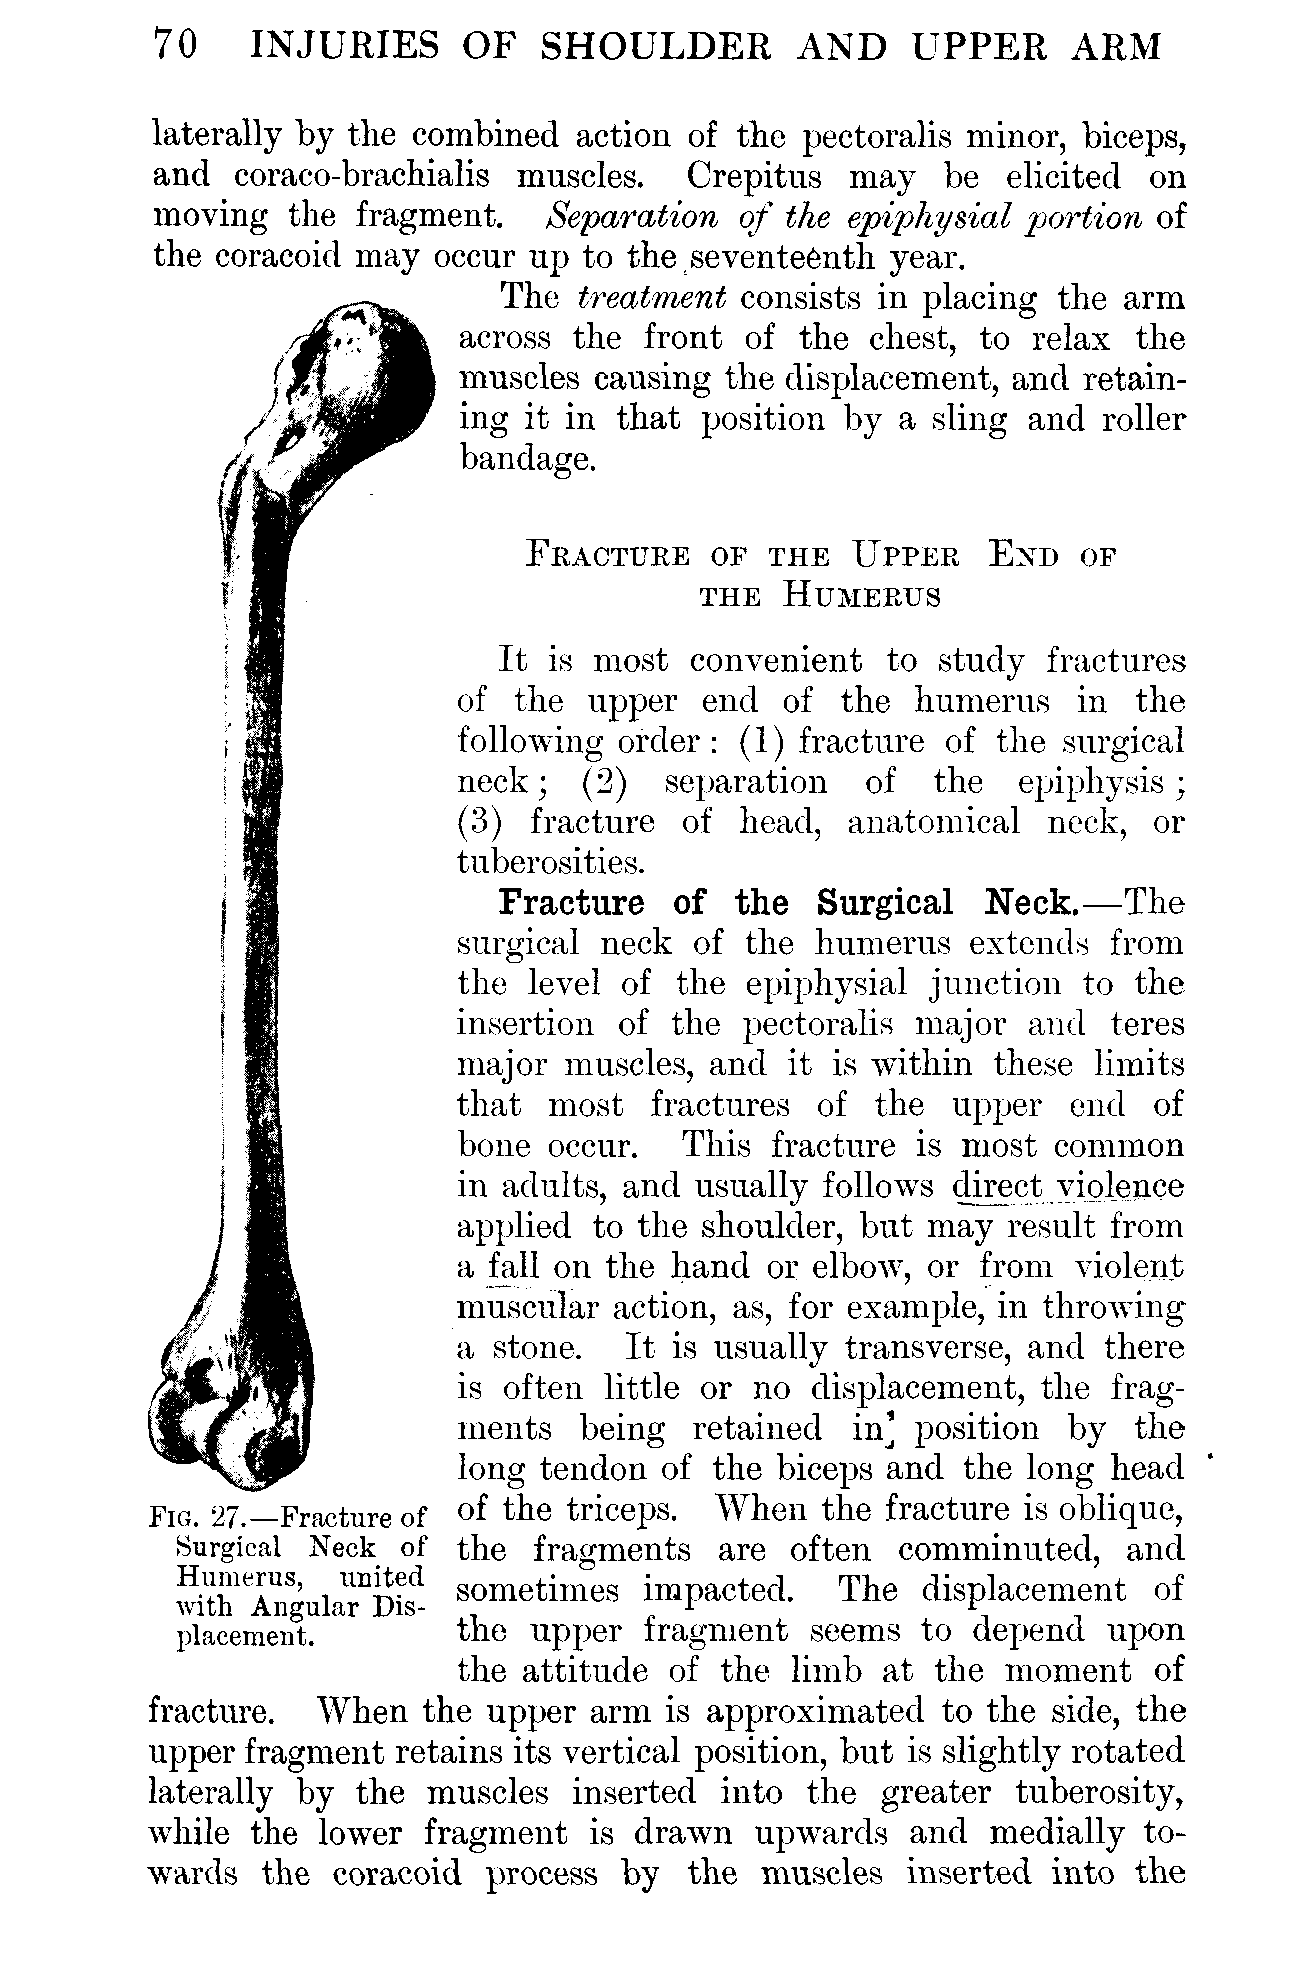 70 INJURIES OF SHOULDER AND UPPER ARM
laterally by the combined action of the pectoralis minor, biceps,
and coraco-brachialis muscles. Crepitus may be elicited on
moving the fragment. Separation of the epiphysial portion of
the coracoid may occur up to the seventeenth year.
The treatment consists in placing the arm
across the front of the chest, to relax the
muscles causing the displacement, and retain-
ing it in that position by a sling and roller
bandage.
FRACTURE OF THE UPPER END OF
THE HUMERUS
It is most convenient to study fractures
of the upper end of the humerus in the
following order : (1) fracture of the surgical
neck ; (2) separation of the epiphysis ;
(3) fracture of head, anatomical neck, or
tuberosities.
Fracture of the Surgical Neck.—The
surgical neck of the humerus extends from
the level of the epiphysial junction to the
insertion of the pectoralis major and teres
major muscles, and it is within these limits
that most fractures of the upper end of
bone occur. This fracture is most common
in adults, and usually follows direct violence
applied to the shoulder, but may result from
a fall on the hand or elbow, or from violent
muscular action, as, for example, in throwing
a stone. It is usually transverse, and there
is often little or no displacement, the frag-
ments being retained in position by the
long tendon of the biceps and the long head
of the triceps. When the fracture is oblique,
the fragments are often comminuted, and
sometimes impacted. The displacement of
the upper fragment seems to depend upon
the attitude of the limb at the moment of
fracture. When the upper arm is approximated to the side, the
upper fragment retains its vertical position, but is slightly rotated
laterally by the muscles inserted into the greater tuberosity,
while the lower fragment is drawn upwards and medially to-
wards the coracoid process by the muscles inserted into the
FIG. 27.—Fracture of
Surgical Neck of
Humerus, united
with Angular Dis-
placement.